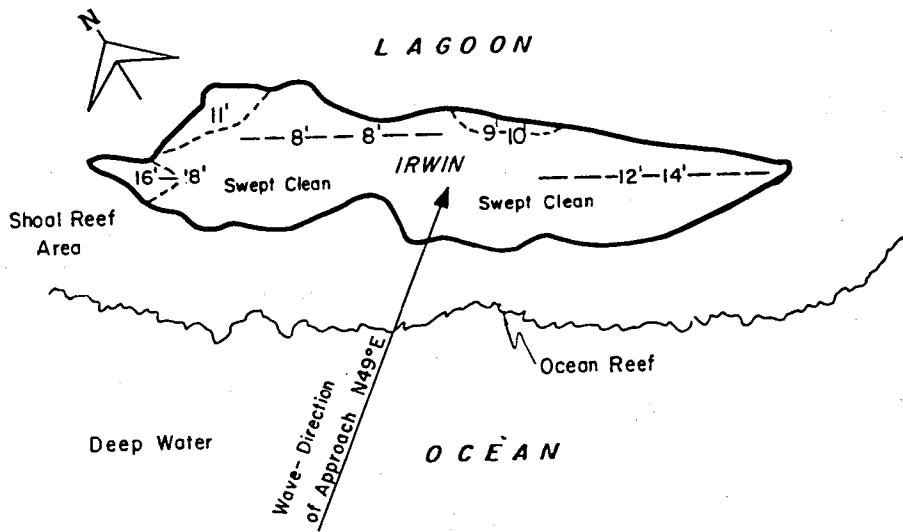 N
LAGOON
11'
8' 8'
9'-10'
IRWIN
16' 18'
12'-14'
Swept Clean
Swept Clean
Shoal Reef
Area
Ocean Reef
Wave-Direction
of Approach N49°E
Deep Water
OCEAN